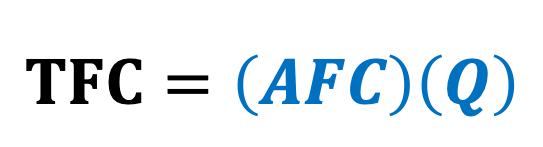 TFC = (AFC)(Q)